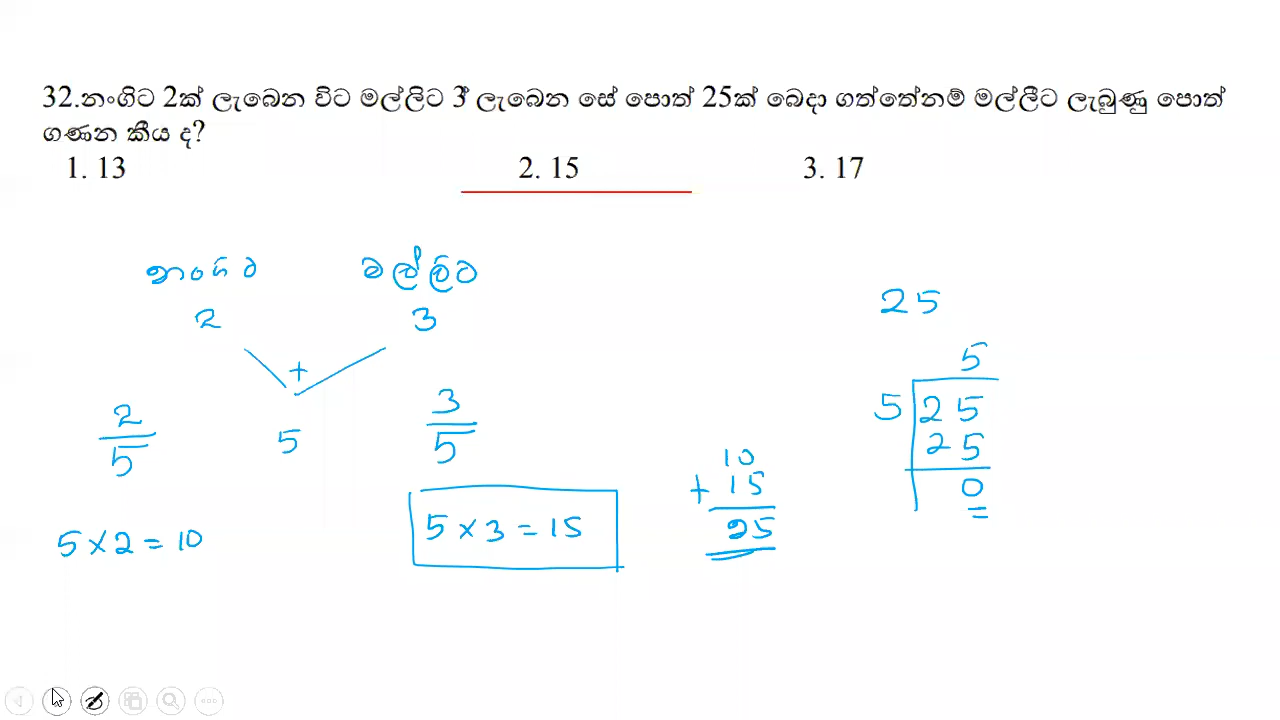 32.නංගිට 2ක් ලැබෙන විට මල්ලිට 3් ලැබෙන සේ පොත් 25ක් බෙදා ගත්තේනම් මල්ලීට ලැබුණු පොත්
ගණන කීය ද?
1. 13 2. 15 3. 17
නංගිට මල්ලිට
2 3
+
5
2/5
3/5
5 × 2 = 10
5 × 3 = 15
10
+ 15
25
25
5
5 25
25
0